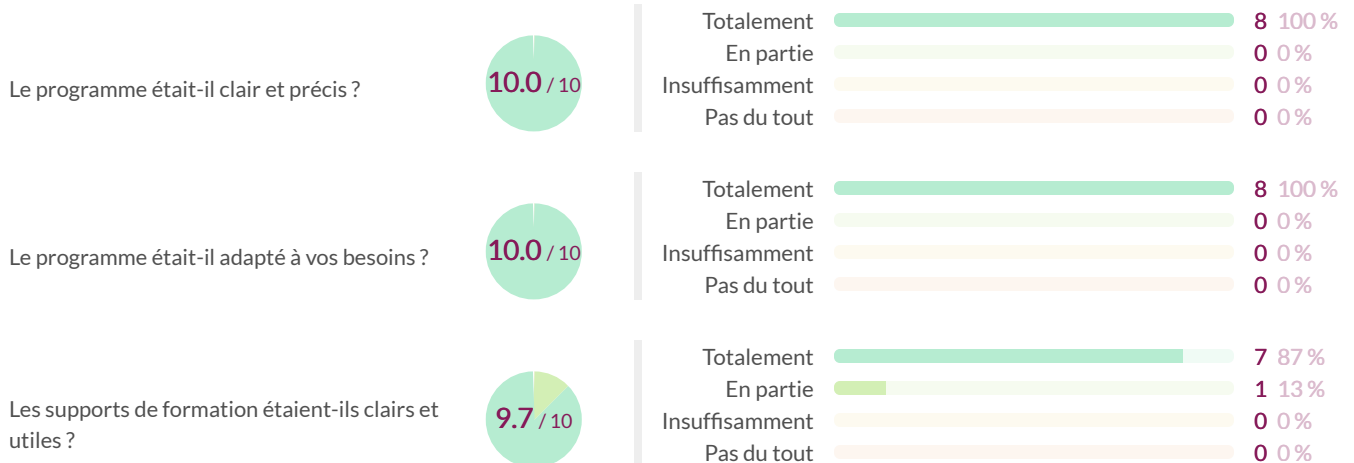 Le programme était-il clair et précis ?
10.0 / 10
Totalement 8 100 %
En partie 0 0 %
Insuffisamment 0 0 %
Pas du tout 0 0 %
Le programme était-il adapté à vos besoins ?
10.0 / 10
Totalement 8 100 %
En partie 0 0 %
Insuffisamment 0 0 %
Pas du tout 0 0 %
Les supports de formation étaient-ils clairs et
utiles ?
9.7 / 10
Totalement 7 87 %
En partie 1 13 %
Insuffisamment 0 0 %
Pas du tout 0 0 %